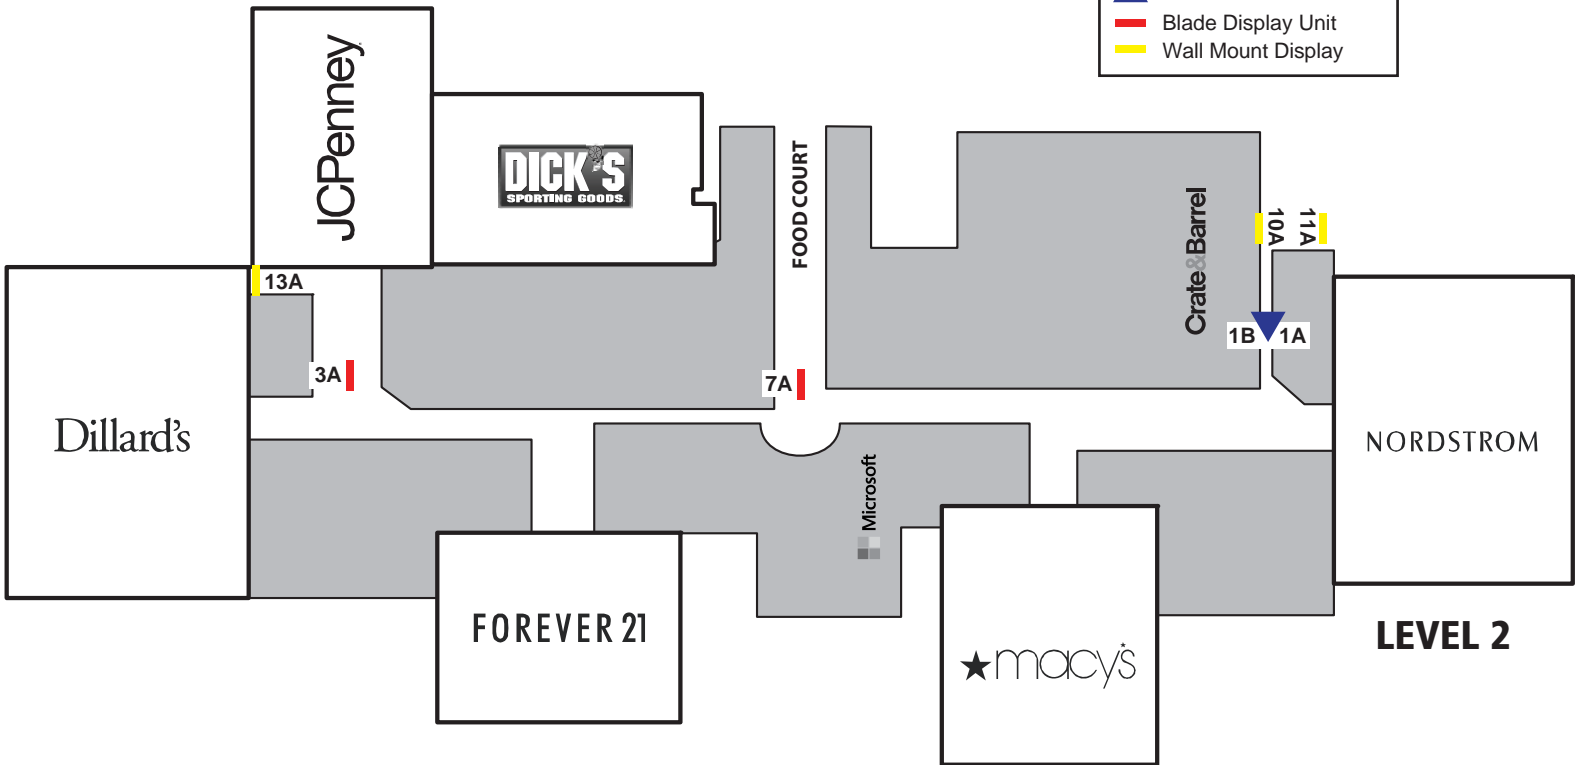 Blade Display Unit
Wall Mount Display
JCPenney
DICK'S
SPORTING GOODS
FOOD COURT
Crate&Barrel
10A
11A
13A
1B
1A
3A
7A
Dillard's
NORDSTROM
Microsoft
FOREVER 21
macy's
LEVEL 2